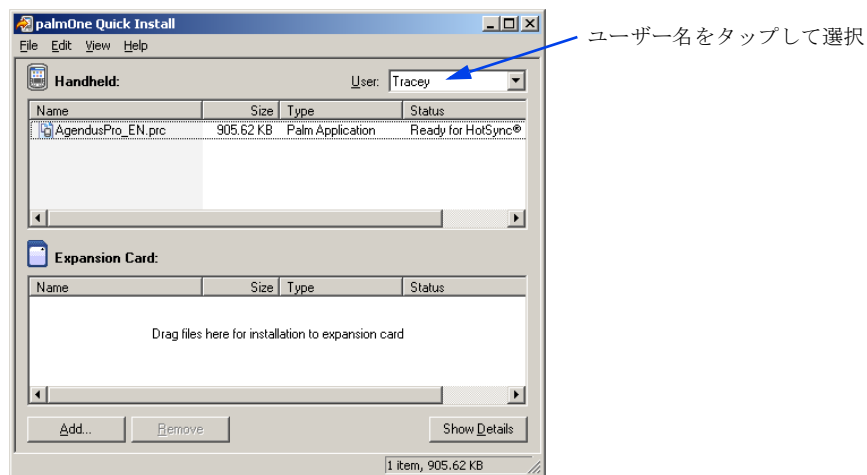 palmOne Quick Install
ユーザー名をタップして選択
File Edit View Help
Handheld:
User: Tracey
Name Size Type Status
AgendusPro_EN.prc 905.62 KB Palm Application Ready for HotSync®
Expansion Card:
Name Size Type Status
Drag files here for installation to expansion card
Add... Remove Show Details
1 item, 905.62 KB